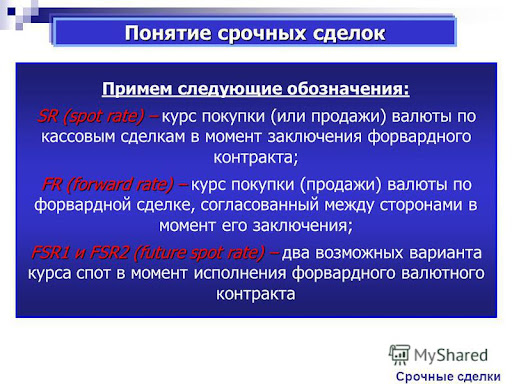 Понятие срочных сделок
Примем следующие обозначения:
SR (spot rate) – курс покупки (или продажи) валюты по
кассовым сделкам в момент заключения форвардного
контракта;
FR (forward rate) – курс покупки (продажи) валюты по
форвардной сделке, согласованный между сторонами в
момент его заключения;
FSR1 и FSR2 (future spot rate) – два возможных варианта
курса спот в момент исполнения форвардного валютного
контракта
MyShared
Срочные сделки